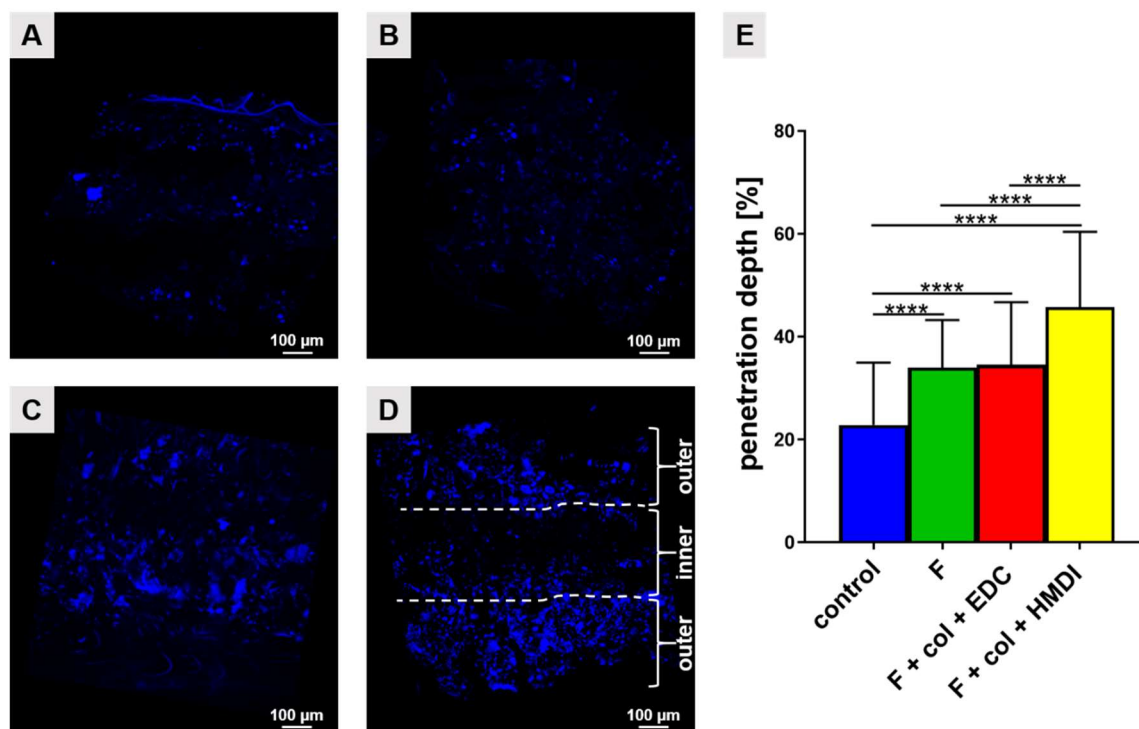 A
100 µm
B
100 µm
C
100 µm
D
outer
inner
outer
100 µm
E
penetration depth [%]
80
60
40
20
0
****
****
****
****
****
control
F
F + col + EDC
F + col + HMDI